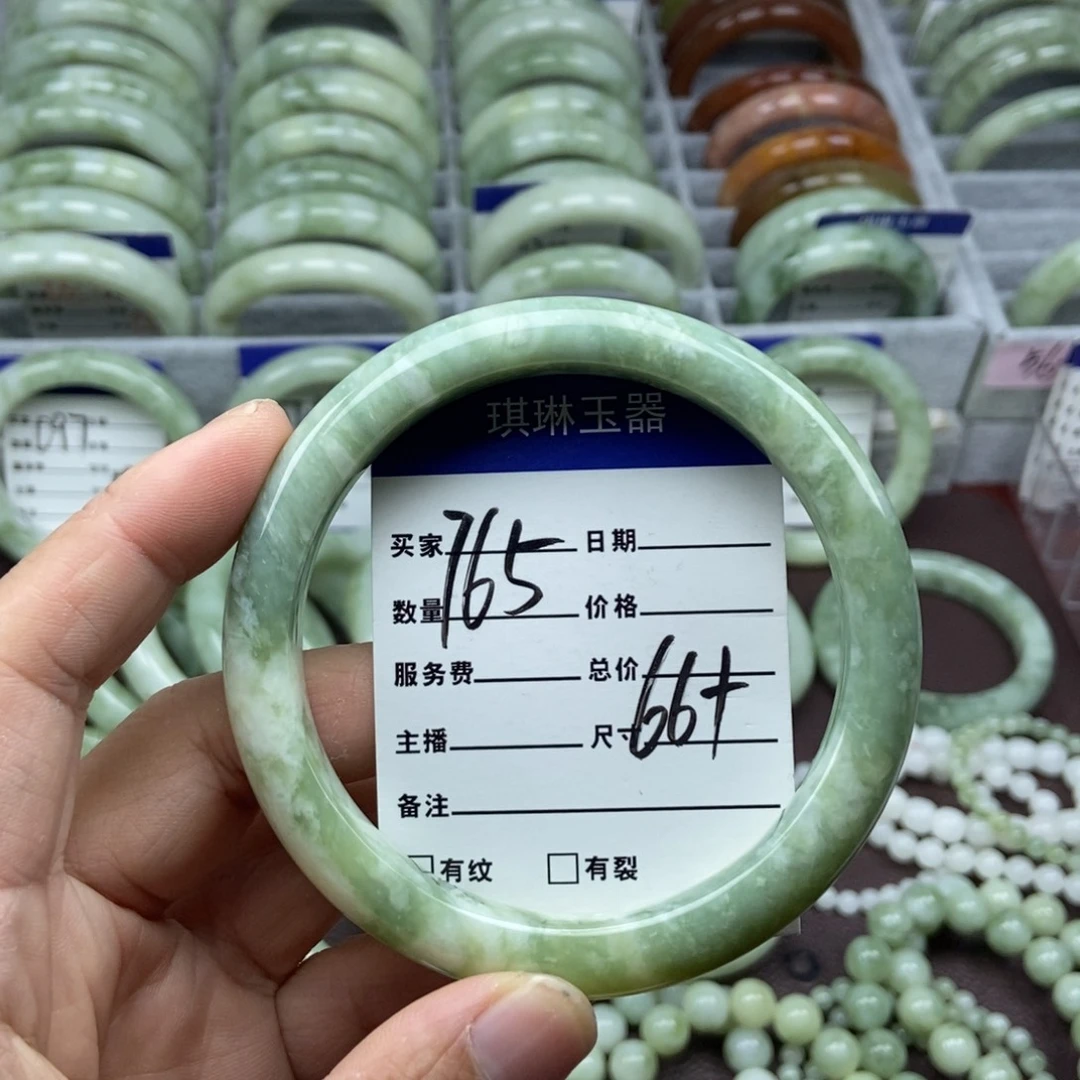 琪琳玉器
买家 765 日期
数量 价格
服务费 总价
主播 尺寸 66+
备注
□有纹 □有裂
097